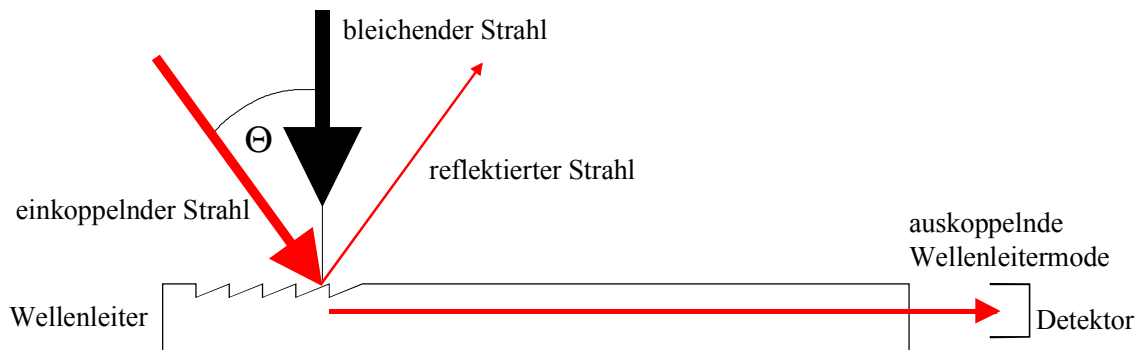 bleichender Strahl
Θ
reflektierter Strahl
einkoppelnder Strahl
auskoppelnde
Wellenleitermode
Wellenleiter
Detektor